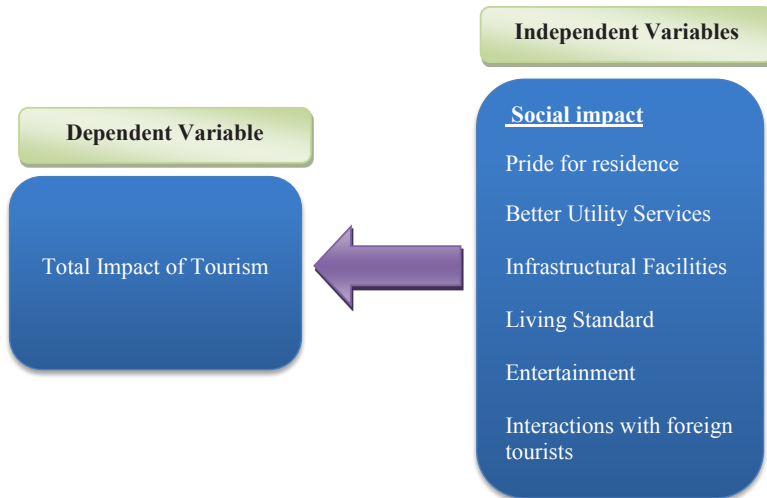 Dependent Variable
Total Impact of Tourism
Independent Variables
Social impact
Pride for residence
Better Utility Services
Infrastructural Facilities
Living Standard
Entertainment
Interactions with foreign
tourists